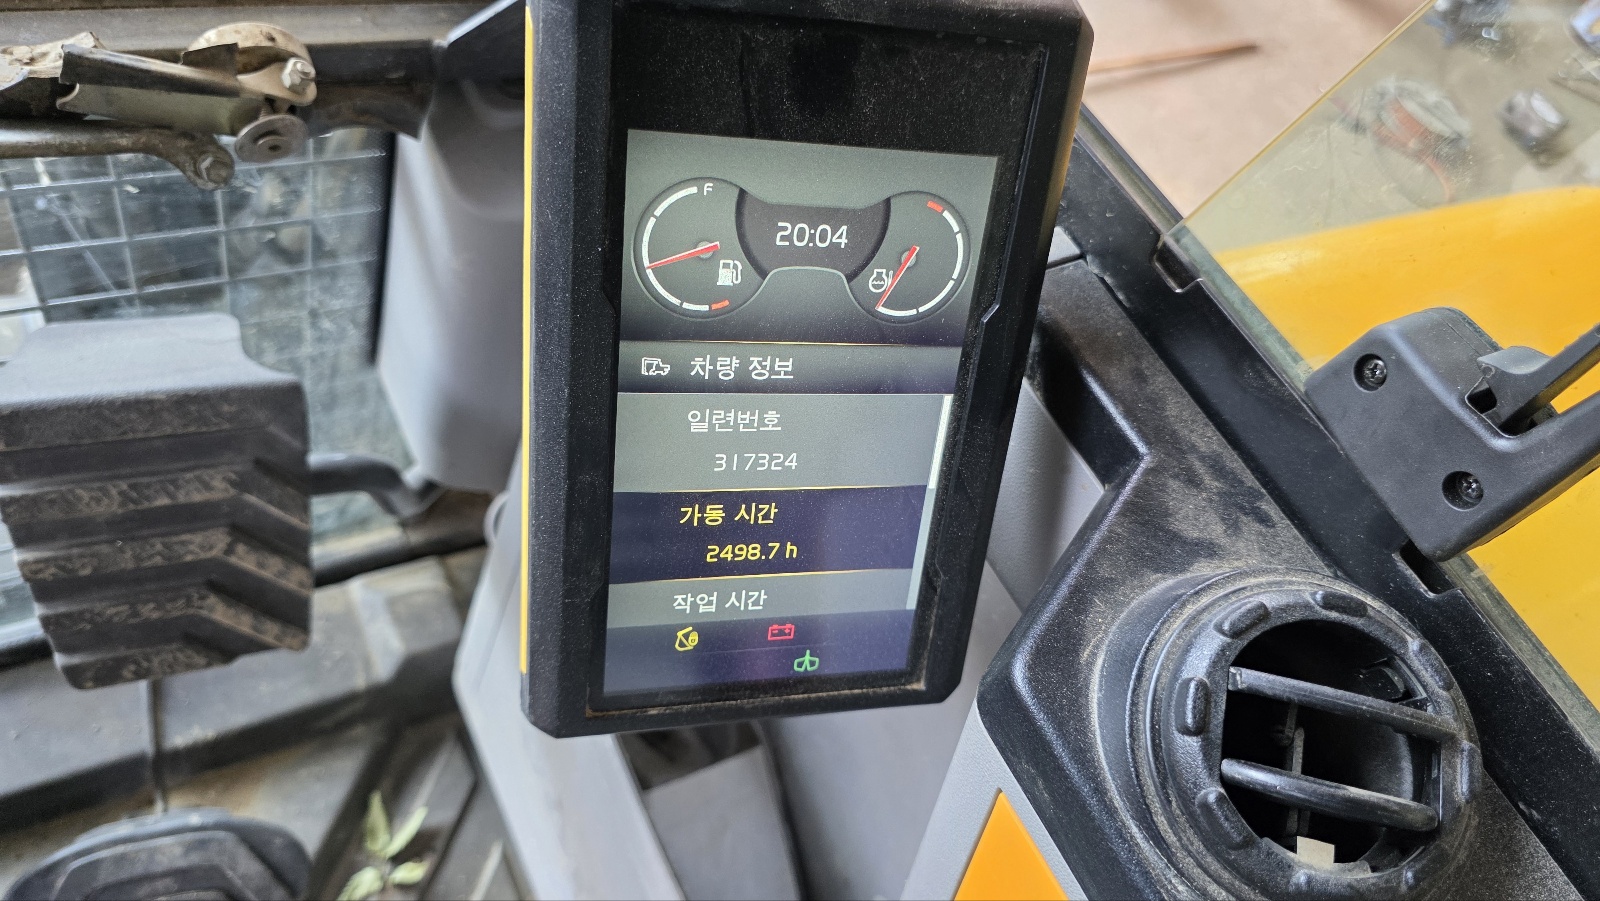 F
20:04
차량 정보
일련번호
317324
가동 시간
2498.7 h
작업 시간